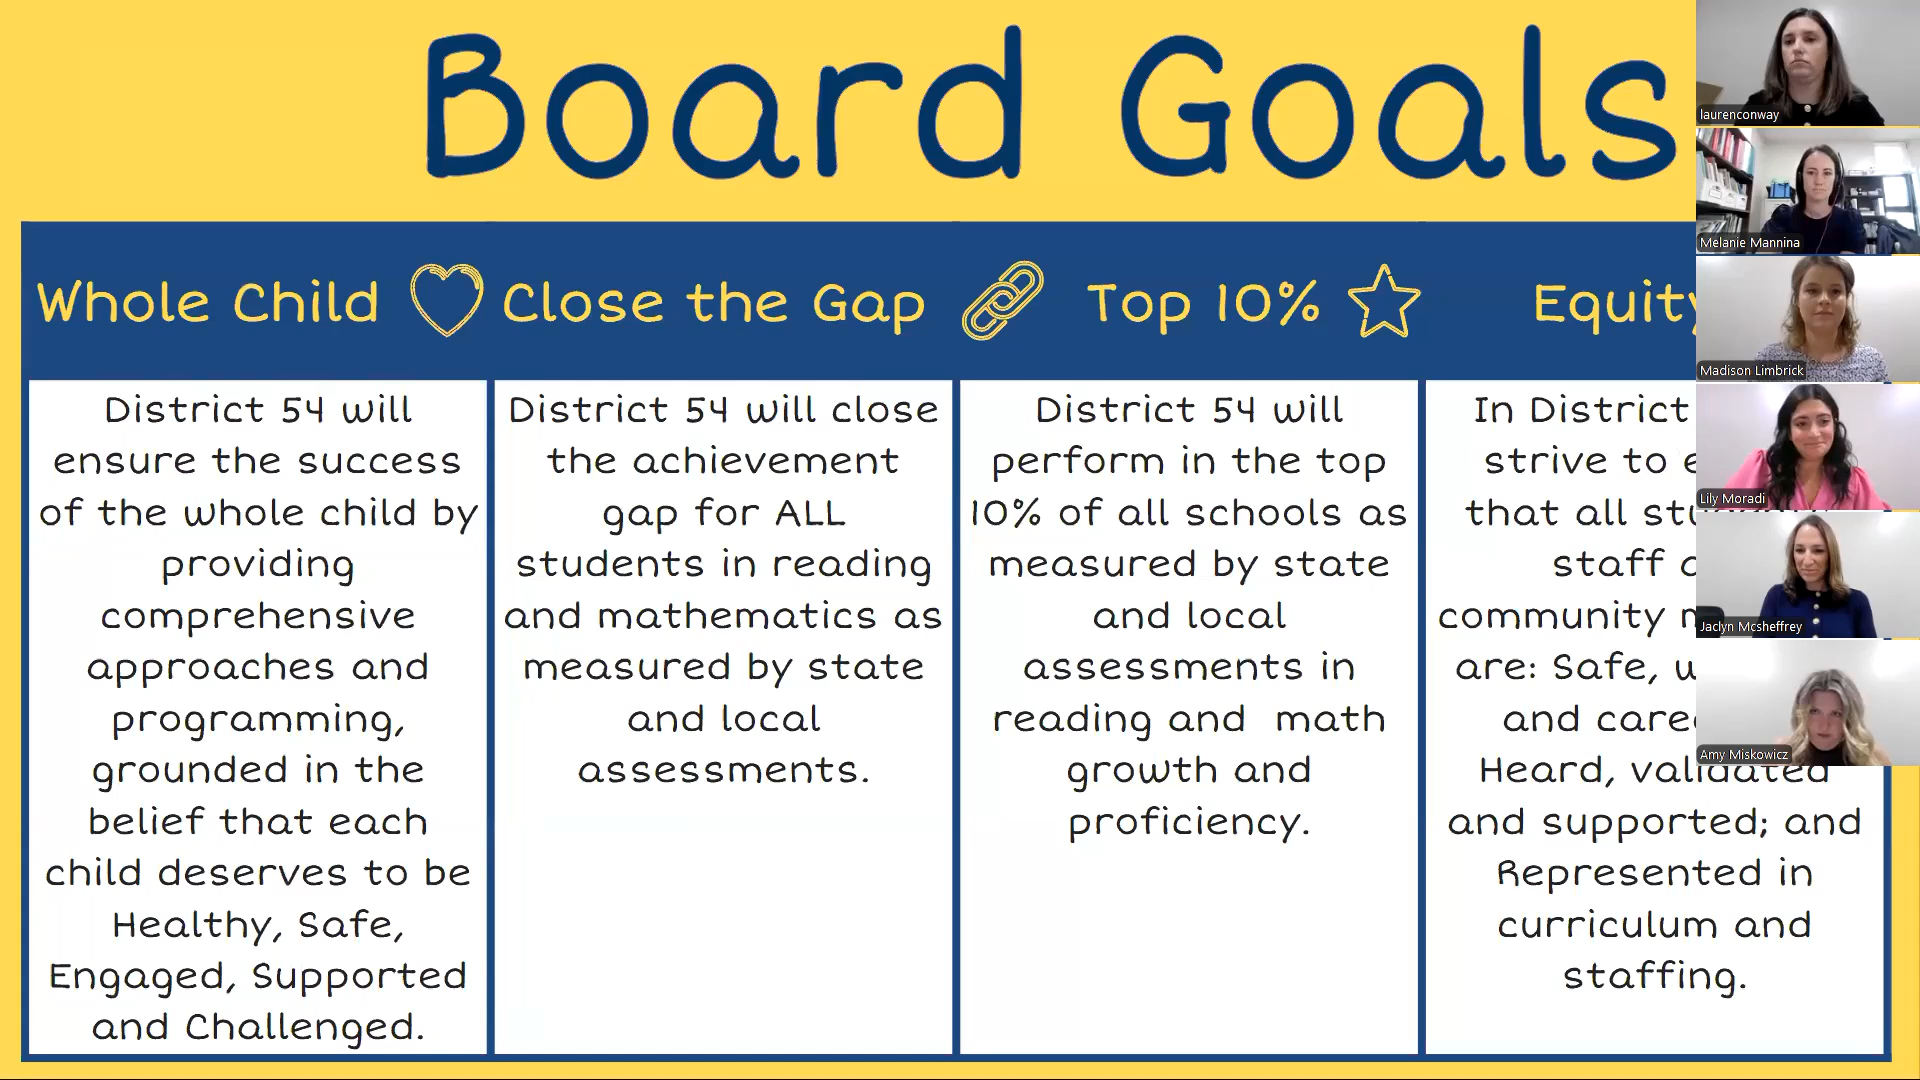 Board Goals
Whole Child
Close the Gap
Top 10%
Equity
District 54 will
ensure the success
of the whole child by
providing
comprehensive
approaches and
programming,
grounded in the
belief that each
child deserves to be
Healthy, Safe,
Engaged, Supported
and Challenged.
District 54 will close
the achievement
gap for ALL
students in reading
and mathematics as
measured by state
and local
assessments.
District 54 will
perform in the top
10% of all schools as
measured by state
and local
assessments in
reading and math
growth and
proficiency.
In District
strive to
that all
staff
community
are: Safe,
and
Heard, validated
and supported; and
Represented in
curriculum and
staffing.
laurenconway
Melanie Mannina
Madison Limbrick
Lily Moradi
Jaclyn Mcsheffrey
Amy Miskowicz